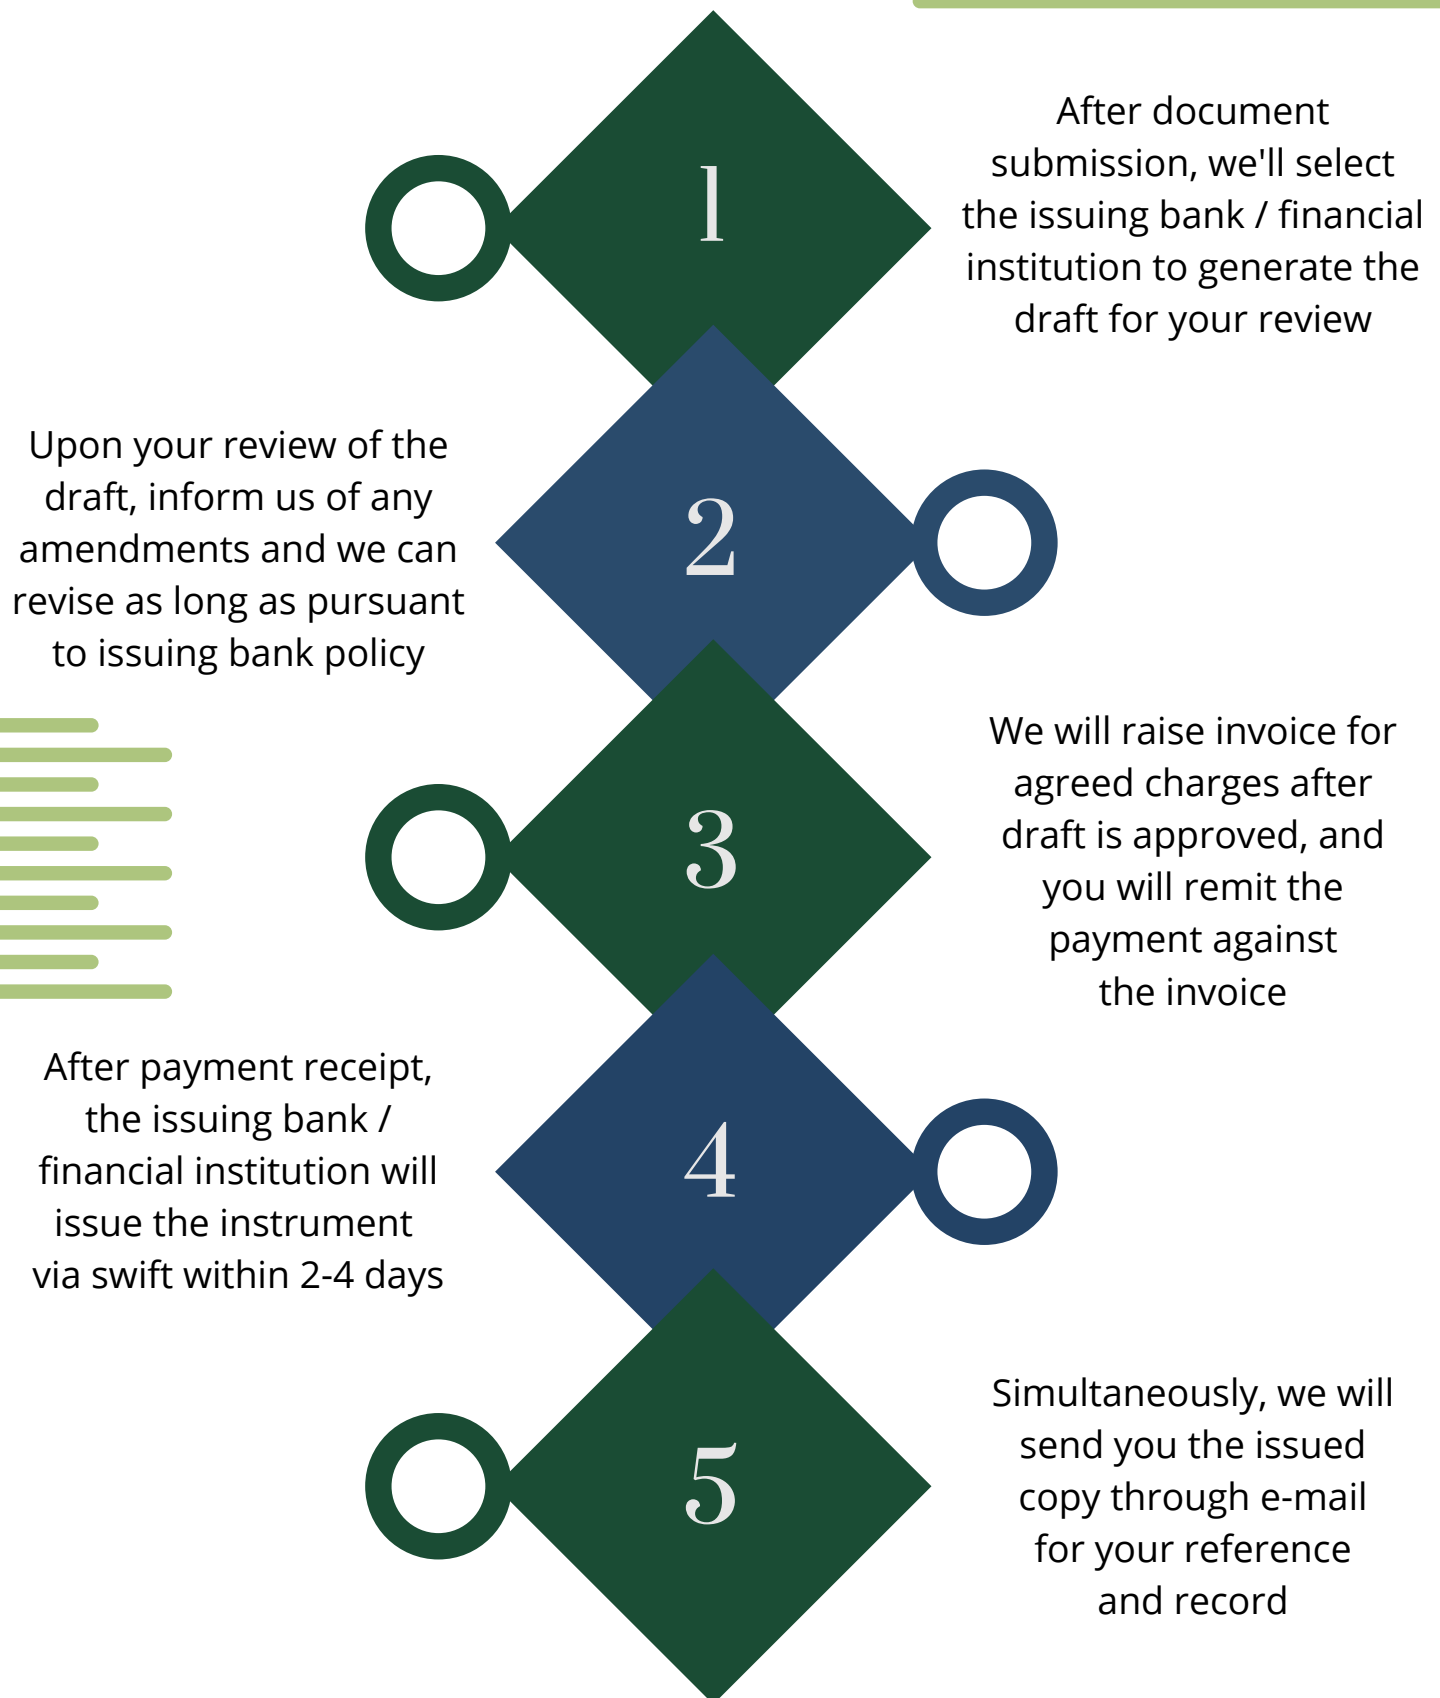 1
After document
submission, we'll select
the issuing bank / financial
institution to generate the
draft for your review
2
Upon your review of the
draft, inform us of any
amendments and we can
revise as long as pursuant
to issuing bank policy
3
We will raise invoice for
agreed charges after
draft is approved, and
you will remit the
payment against
the invoice
4
After payment receipt,
the issuing bank /
financial institution will
issue the instrument
via swift within 2-4 days
5
Simultaneously, we will
send you the issued
copy through e-mail
for your reference
and record